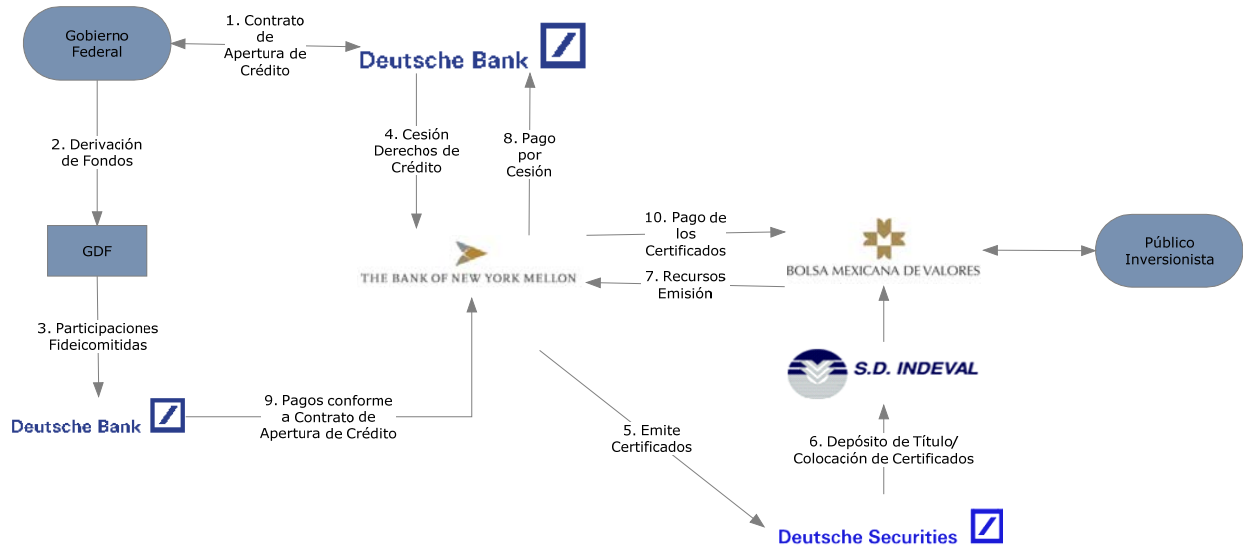 Gobierno
Federal
1. Contrato
de
Apertura de
Crédito
Deutsche Bank
2. Derivación
de Fondos
4. Cesión
Derechos de
Crédito
8. Pago
por
Cesión
GDF
THE BANK OF NEW YORK MELLON
10. Pago de
los
Certificados
7. Recursos
Emisión
BOLSA MEXICANA DE VALORES
Público
Inversionista
3. Participaciones
Fideicomitidas
S.D. INDEVAL
Deutsche Bank
9. Pagos conforme
a Contrato de
Apertura de Crédito
5. Emite
Certificados
6. Depósito de Título/
Colocación de Certificados
Deutsche Securities